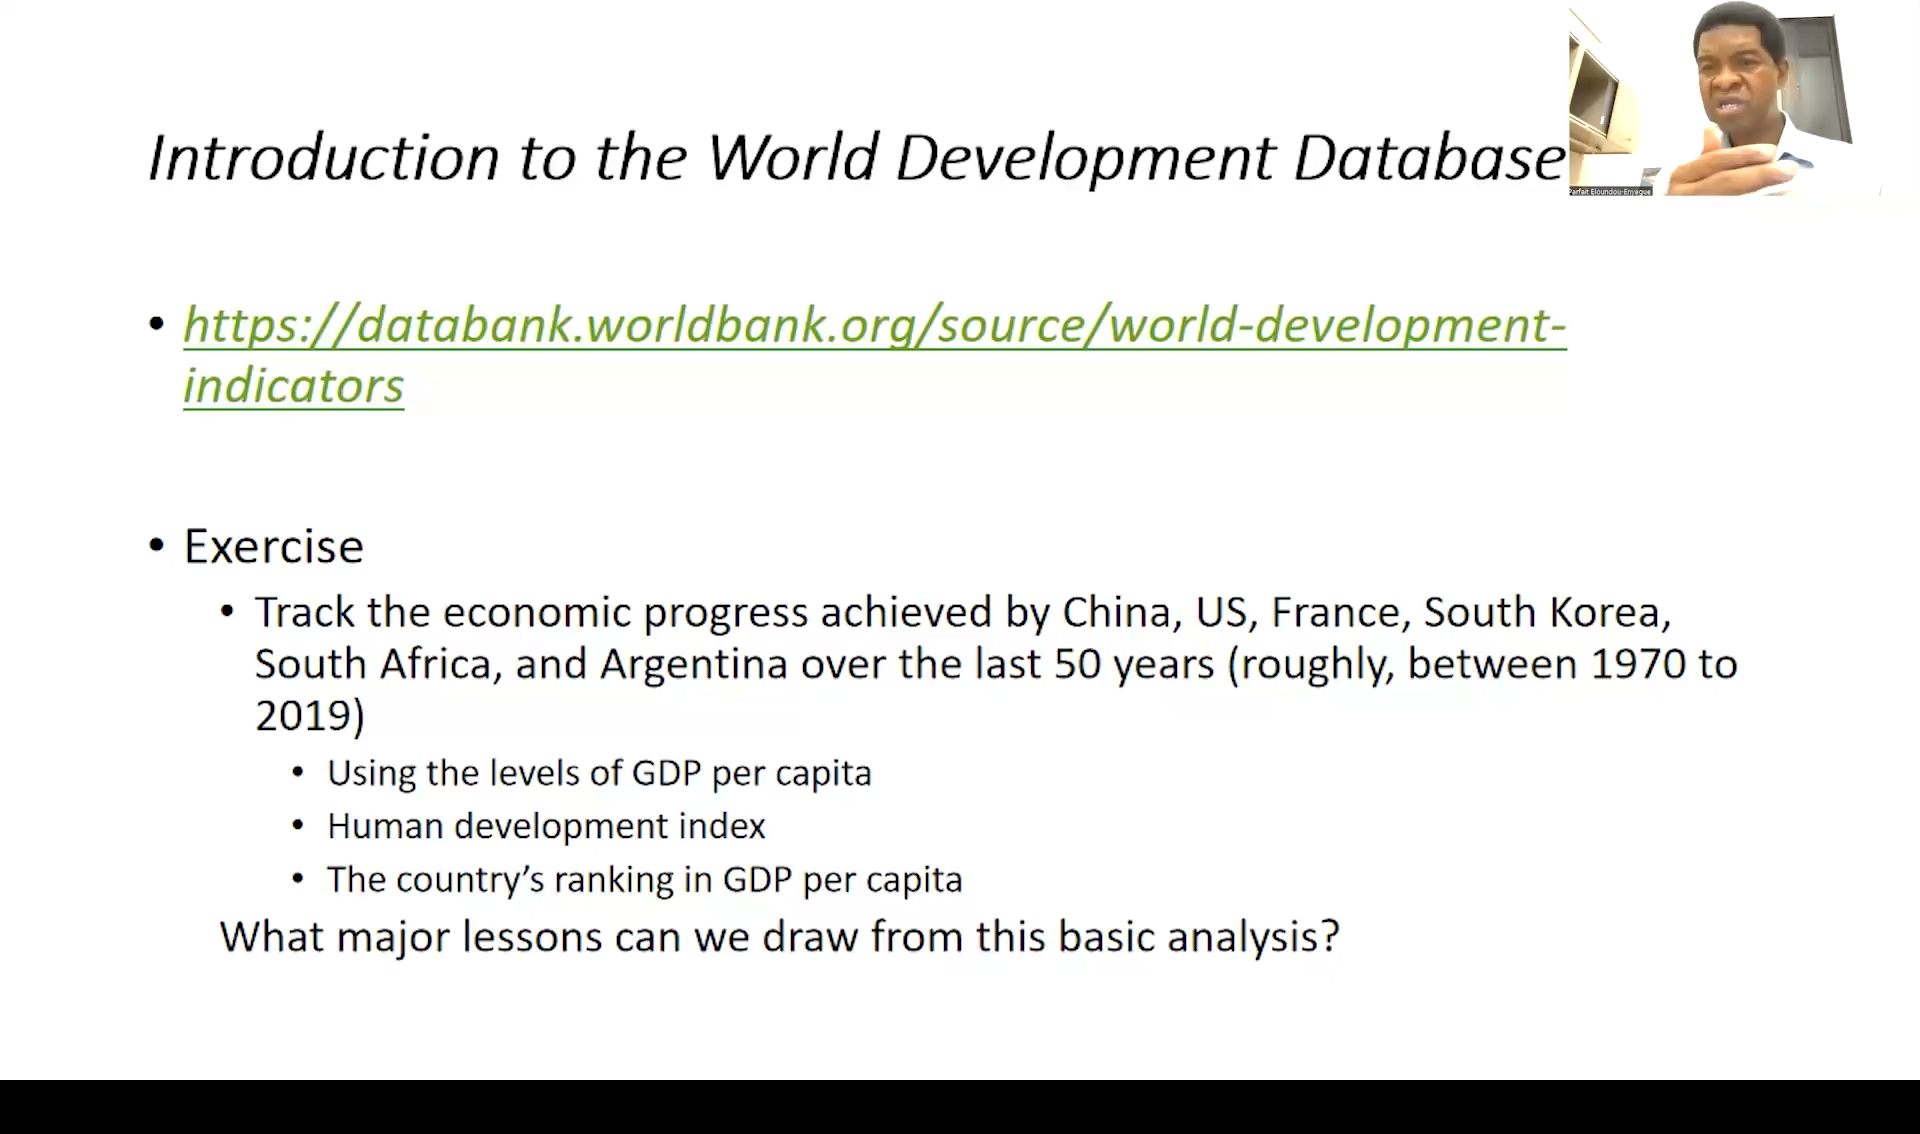 Introduction to the World Development Database
Parfait Eloundou-Enyegue
• https://databank.worldbank.org/source/world-development-
indicators
• Exercise
• Track the economic progress achieved by China, US, France, South Korea,
South Africa, and Argentina over the last 50 years (roughly, between 1970 to
2019)
• Using the levels of GDP per capita
• Human development index
• The country’s ranking in GDP per capita
What major lessons can we draw from this basic analysis?